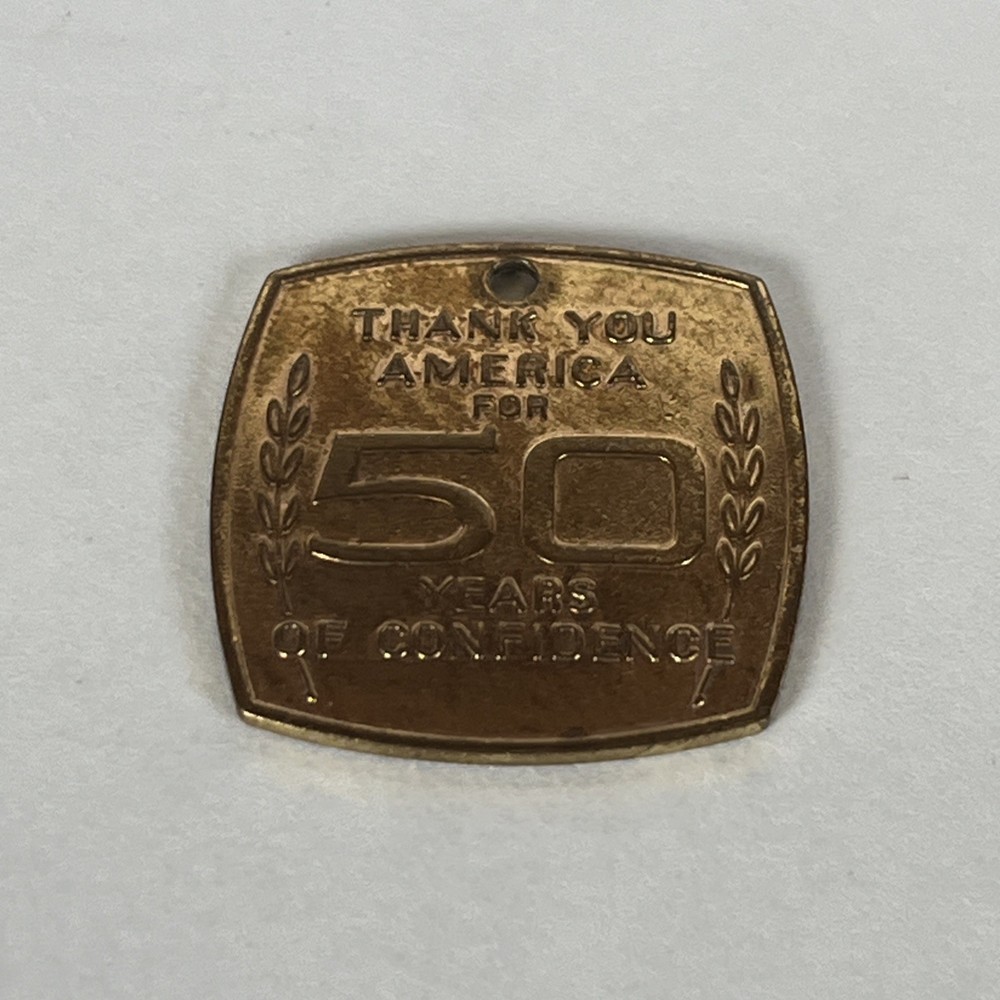 THANK YOU
AMERICA
FOR
50
YEARS
OF CONFIDENCE